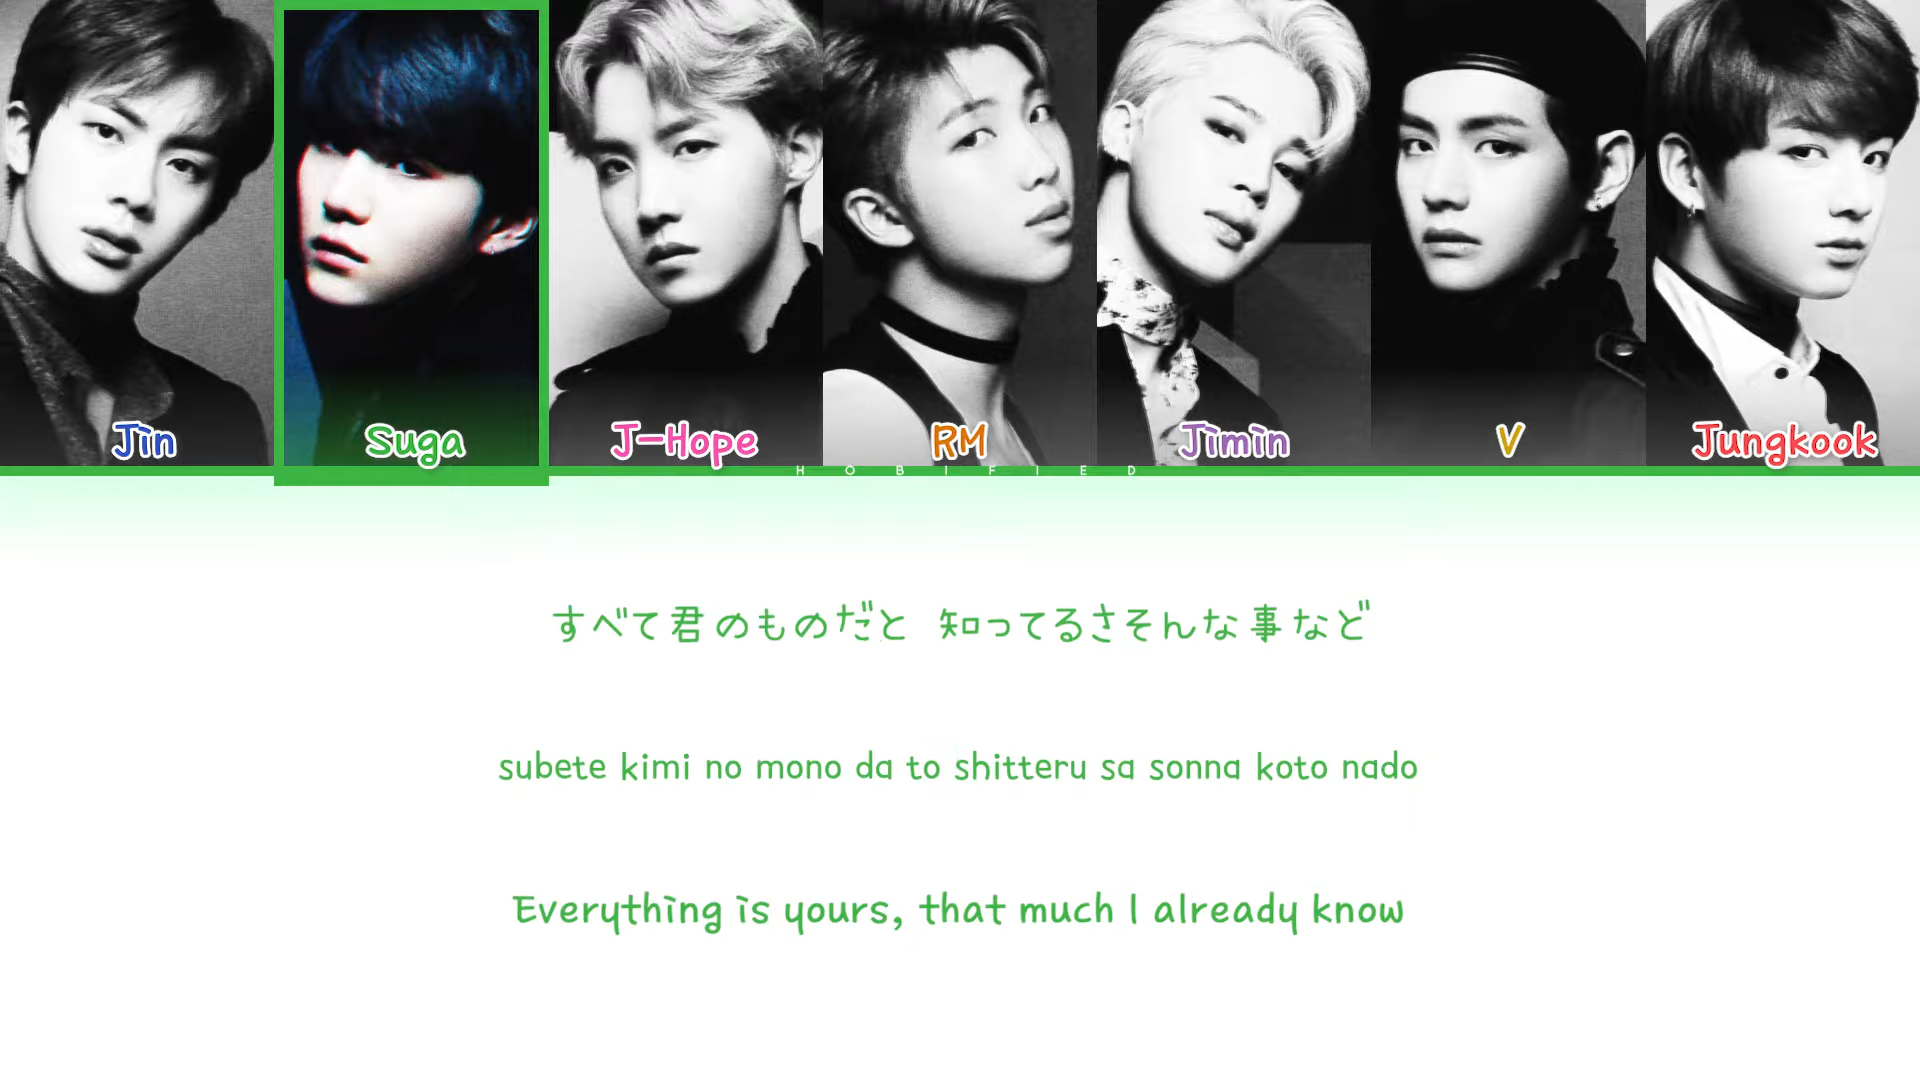 Jin Suga J-Hope RM Jimin V Jungkook
HOBIFIED
すべて君のものだと 知ってるさそんな事など
subete kimi no mono da to shitteru sa sonna koto nado
Everything is yours, that much I already know